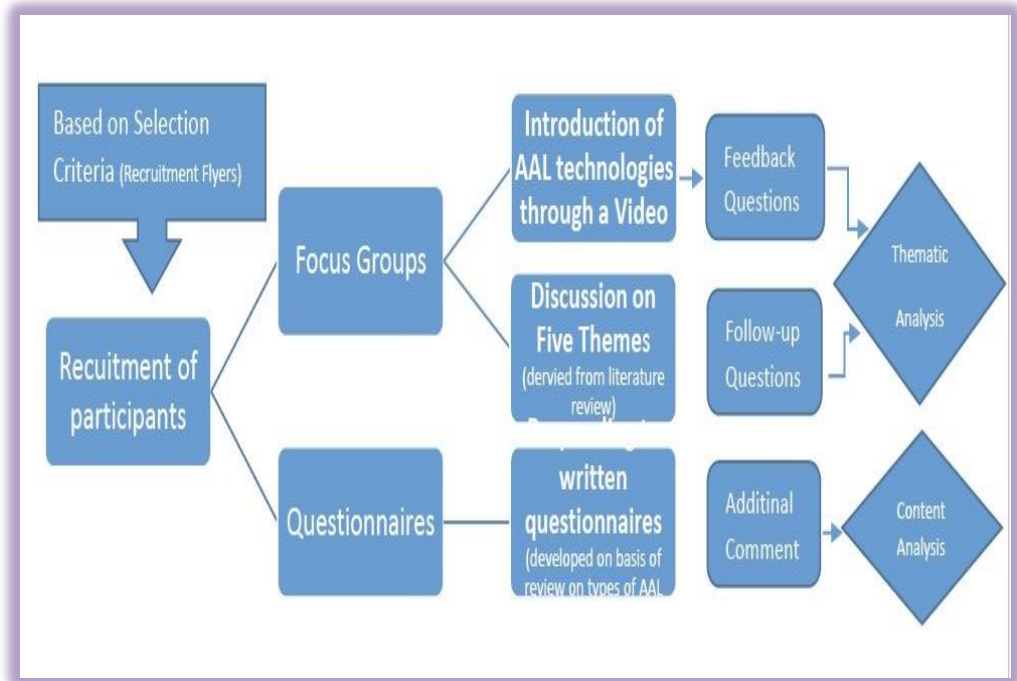 Based on Selection
Criteria (Recruitment Flyers)
Recuitment of
participants
Focus Groups
Questionnaires
Introduction of
AAL technologies
through a Video
Discussion on
Five Themes
(dervied from literature
review)
written
questionnaires
(developed on basis of
review on types of AAL
Feedback
Questions
Follow-up
Questions
Additinal
Comment
Thematic
Analysis
Content
Analysis